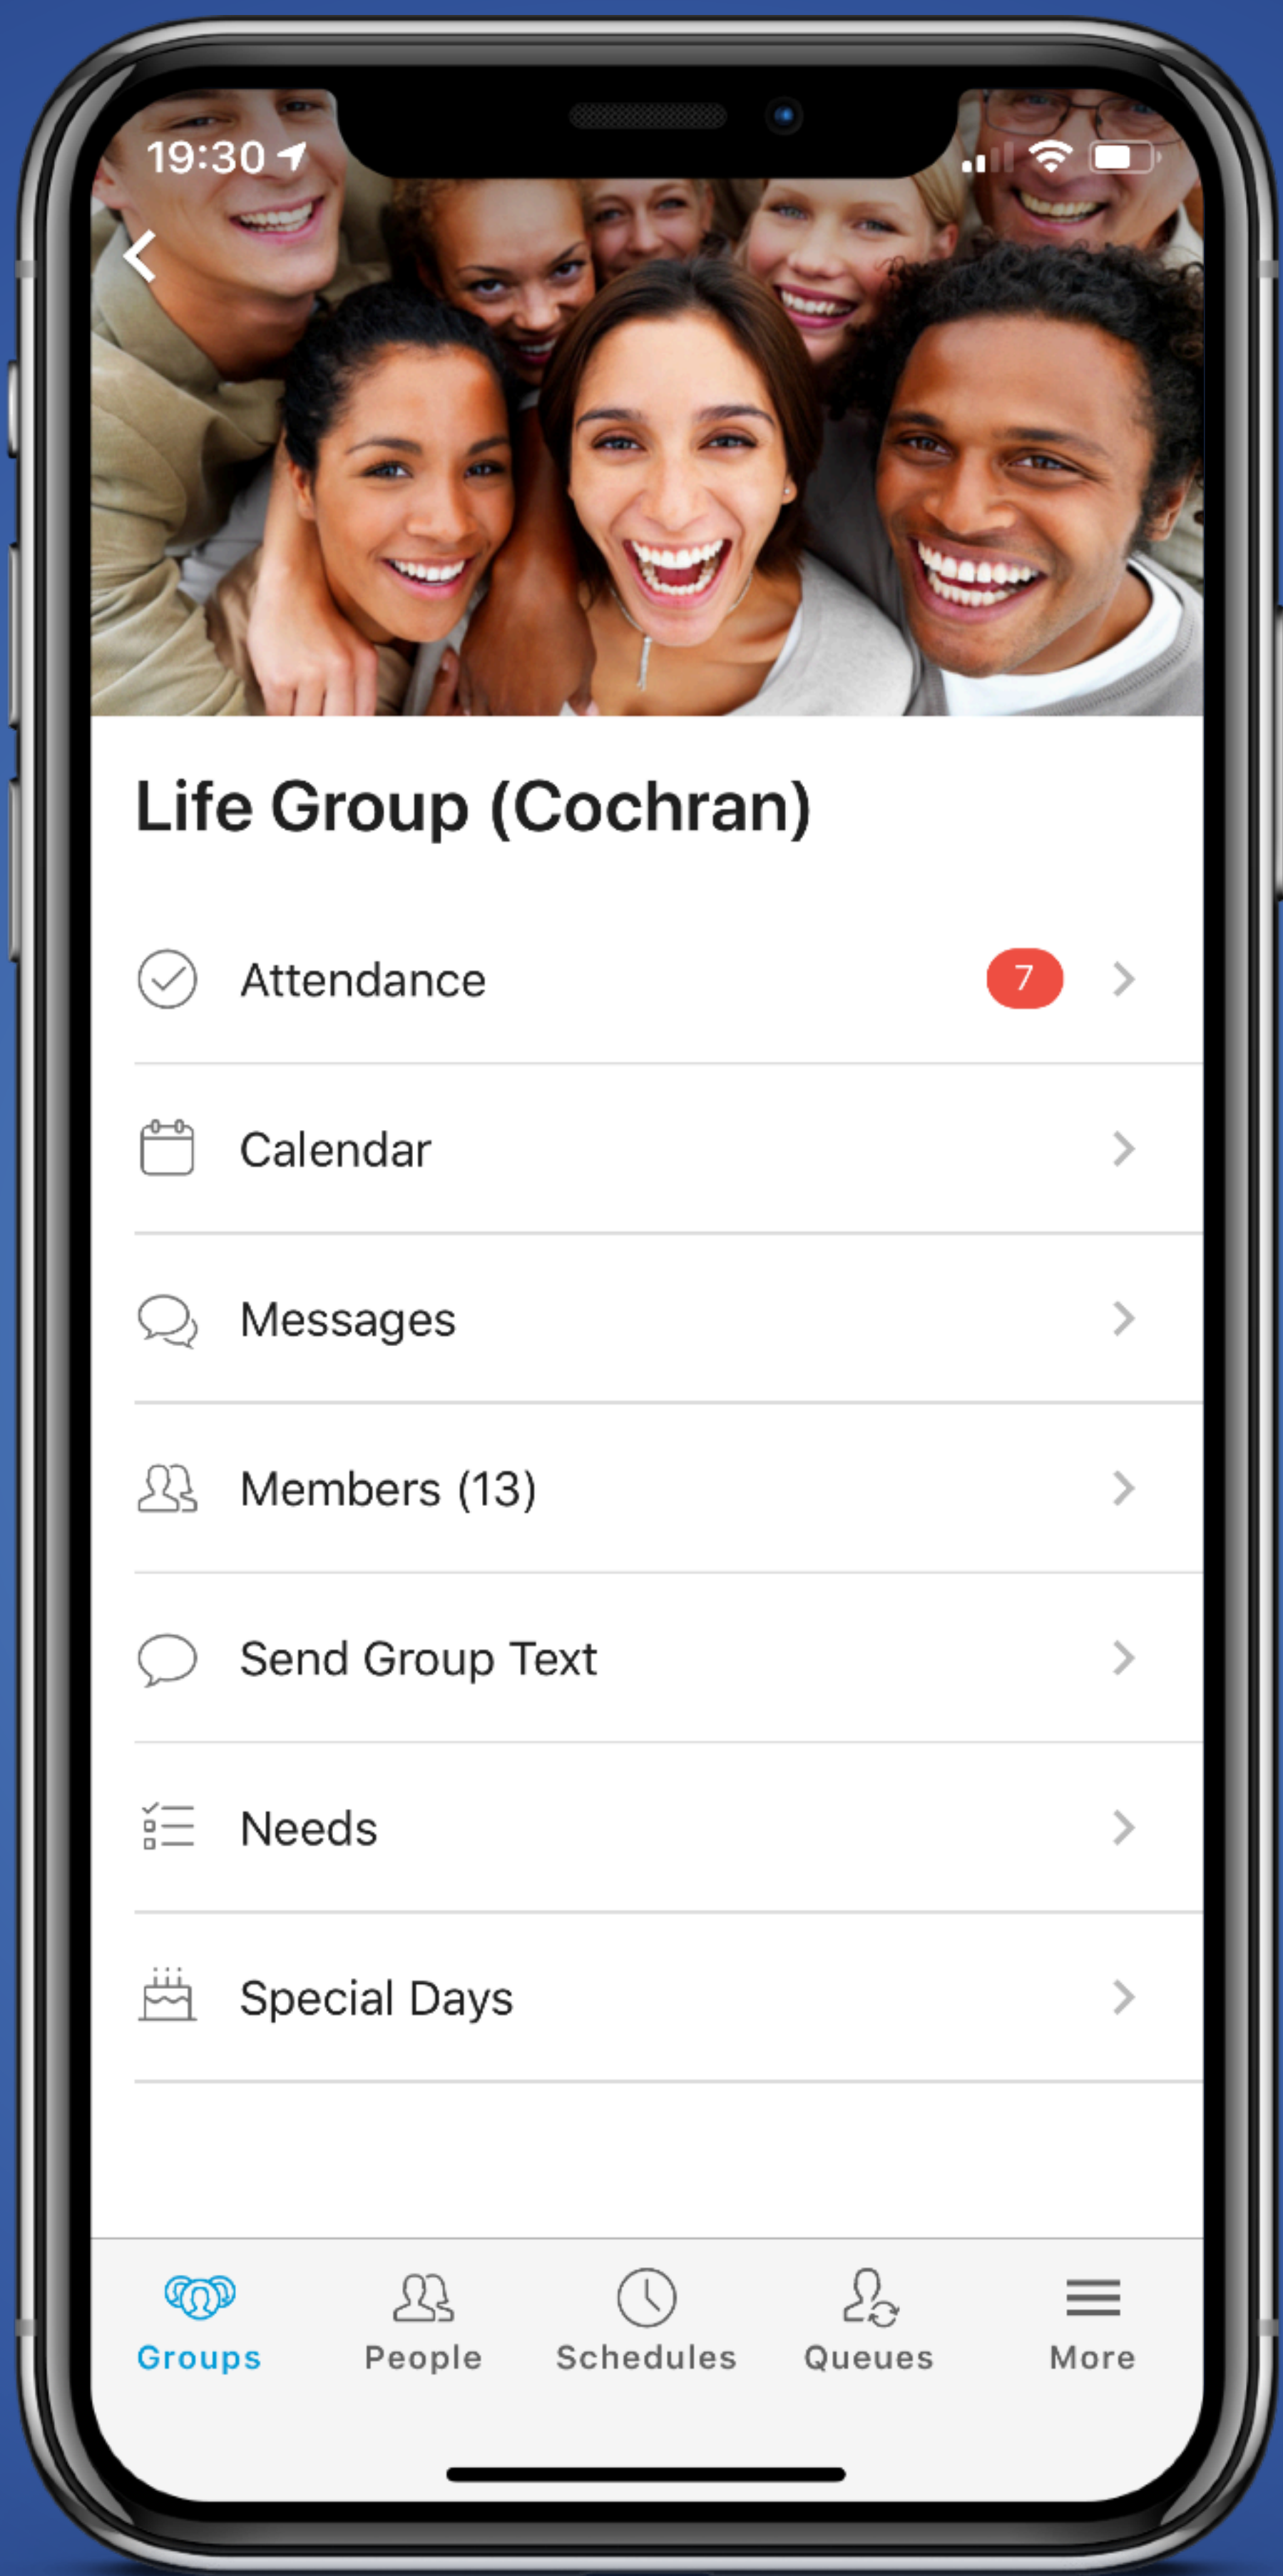 19:30
Life Group (Cochran)
Attendance 7
Calendar
Messages
Members (13)
Send Group Text
Needs
Special Days
Groups People Schedules Queues More